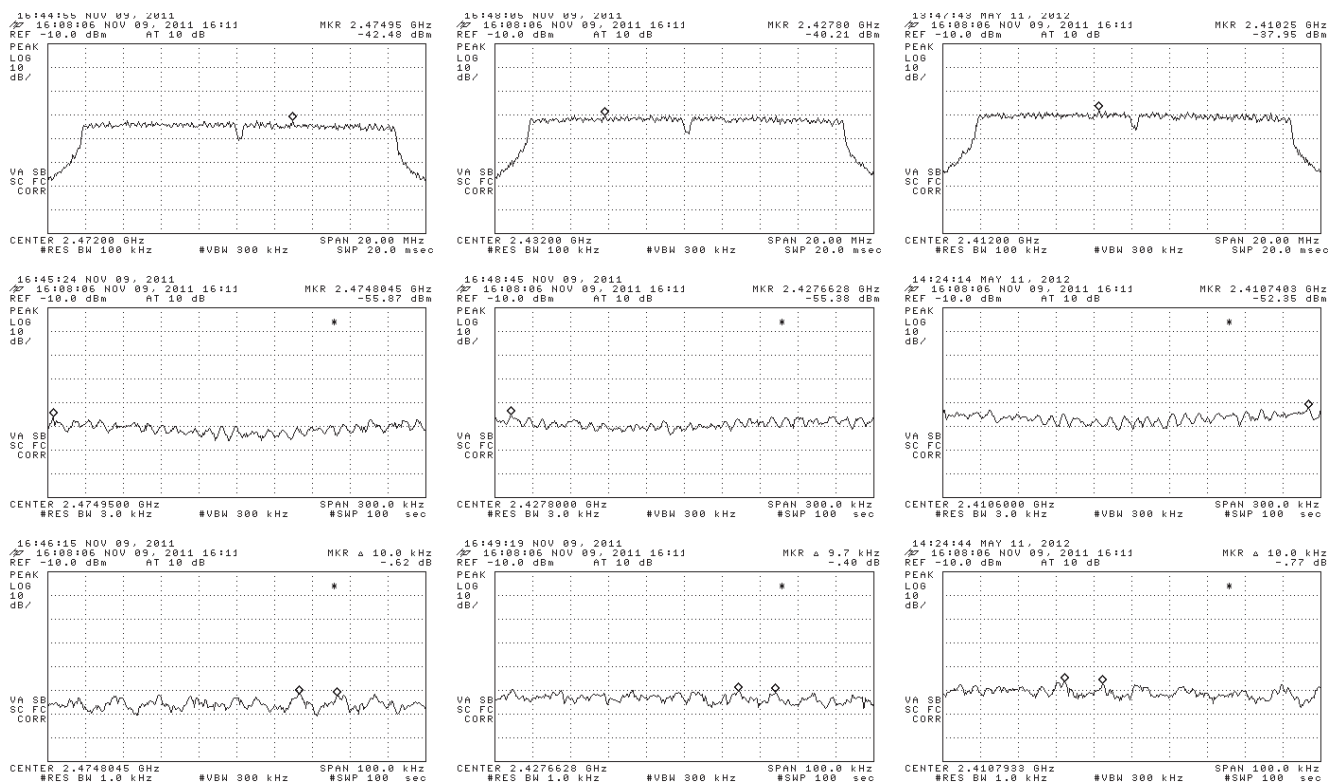 16:44:55 NOV 09, 2011
16:08:06 NOV 09, 2011 16:11 MKR 2.47495 GHz
REF -10.0 dBm AT 10 dB -42.48 dBm
PEAK
LOG
10
dB/
VA SB
SC FC
CORR
CENTER 2.47200 GHz SPAN 20.00 MHz
#RES BW 100 kHz #VBW 300 kHz SWP 20.0 msec
16:48:05 NOV 09, 2011
16:08:06 NOV 09, 2011 16:11 MKR 2.42780 GHz
REF -10.0 dBm AT 10 dB -40.21 dBm
PEAK
LOG
10
dB/
VA SB
SC FC
CORR
CENTER 2.43200 GHz SPAN 20.00 MHz
#RES BW 100 kHz #VBW 300 kHz SWP 20.0 msec
13:47:43 MAY 11, 2012
16:08:06 NOV 09, 2011 16:11 MKR 2.41025 GHz
REF -10.0 dBm AT 10 dB -37.95 dBm
PEAK
LOG
10
dB/
VA SB
SC FC
CORR
CENTER 2.41200 GHz SPAN 20.00 MHz
#RES BW 100 kHz #VBW 300 kHz SWP 20.0 msec
16:45:24 NOV 09, 2011
16:08:06 NOV 09, 2011 16:11 MKR 2.4748045 GHz
REF -10.0 dBm AT 10 dB -55.87 dBm
PEAK
LOG
10
dB/
VA SB
SC FC
CORR
CENTER 2.4749500 GHz SPAN 300.0 kHz
#RES BW 3.0 kHz #VBW 300 kHz #SWP 100 sec
16:48:45 NOV 09, 2011
16:08:06 NOV 09, 2011 16:11 MKR 2.4276628 GHz
REF -10.0 dBm AT 10 dB -55.38 dBm
PEAK
LOG
10
dB/
VA SB
SC FC
CORR
CENTER 2.4278000 GHz SPAN 300.0 kHz
#RES BW 3.0 kHz #VBW 300 kHz #SWP 100 sec
14:24:14 MAY 11, 2012
16:08:06 NOV 09, 2011 16:11 MKR 2.4107403 GHz
REF -10.0 dBm AT 10 dB -52.35 dBm
PEAK
LOG
10
dB/
VA SB
SC FC
CORR
CENTER 2.4106000 GHz SPAN 300.0 kHz
#RES BW 3.0 kHz #VBW 300 kHz #SWP 100 sec
16:46:15 NOV 09, 2011
16:08:06 NOV 09, 2011 16:11 MKR Δ 10.0 kHz
REF -10.0 dBm AT 10 dB -.62 dB
PEAK
LOG
10
dB/
VA SB
SC FC
CORR
CENTER 2.4748045 GHz SPAN 100.0 kHz
#RES BW 1.0 kHz #VBW 300 kHz #SWP 100 sec
16:49:19 NOV 09, 2011
16:08:06 NOV 09, 2011 16:11 MKR Δ 9.7 kHz
REF -10.0 dBm AT 10 dB -.40 dB
PEAK
LOG
10
dB/
VA SB
SC FC
CORR
CENTER 2.4276628 GHz SPAN 100.0 kHz
#RES BW 1.0 kHz #VBW 300 kHz #SWP 100 sec
14:24:44 MAY 11, 2012
16:08:06 NOV 09, 2011 16:11 MKR Δ 10.0 kHz
REF -10.0 dBm AT 10 dB -.77 dB
PEAK
LOG
10
dB/
VA SB
SC FC
CORR
CENTER 2.4107933 GHz SPAN 100.0 kHz
#RES BW 1.0 kHz #VBW 300 kHz #SWP 100 sec